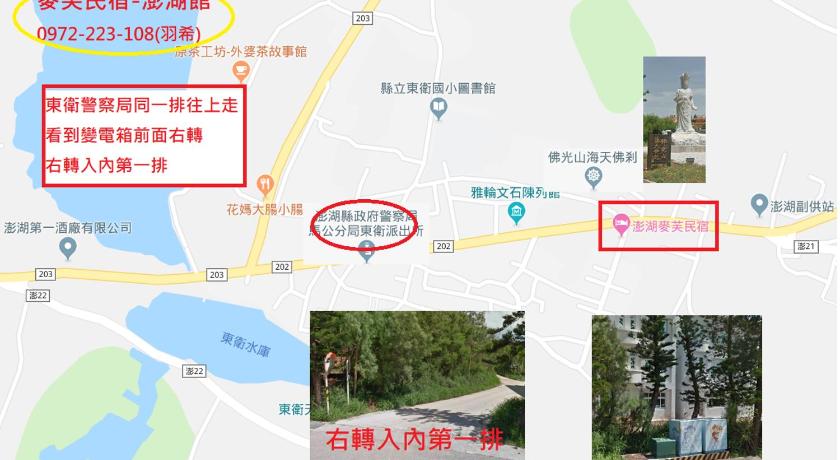 麥芙民宿-澎湖館
0972-223-108(羽希)
203
原茶工坊-外婆茶故事館
縣立東衛國小圖書館
東衛警察局同一排往上走
看到變電箱前面右轉
右轉入內第一排
佛光山海天佛剎
雅輪文石陳列館
花媽大腸小腸
澎湖縣政府警察局
馬公分局東衛派出所
澎湖副供站
澎湖麥芙民宿
澎湖第一酒廠有限公司
202
澎21
203
203
202
澎22
東衛水庫
澎22
東衛天
右轉入內第一排